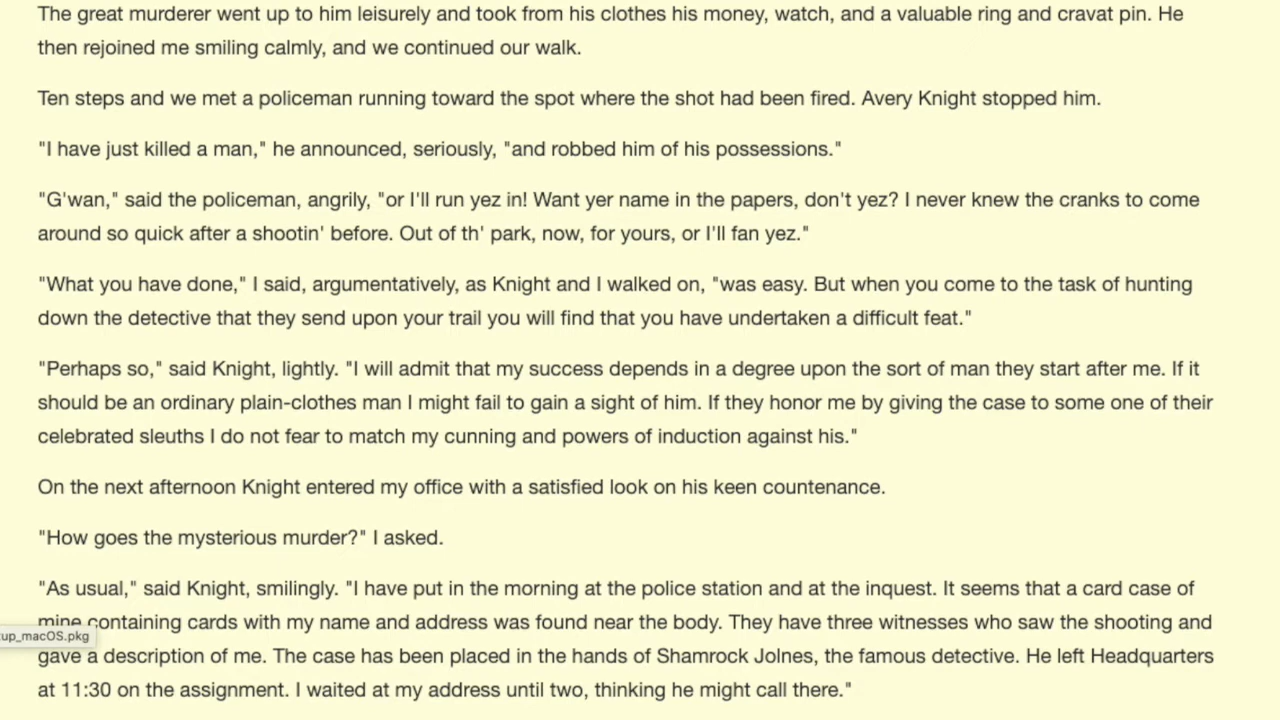 The great murderer went up to him leisurely and took from his clothes his money, watch, and a valuable ring and cravat pin. He
then rejoined me smiling calmly, and we continued our walk.
Ten steps and we met a policeman running toward the spot where the shot had been fired. Avery Knight stopped him.
"I have just killed a man," he announced, seriously, "and robbed him of his possessions."
"G'wan," said the policeman, angrily, "or I'll run yez in! Want yer name in the papers, don't yez? I never knew the cranks to come
around so quick after a shootin' before. Out of th' park, now, for yours, or I'll fan yez."
"What you have done," I said, argumentatively, as Knight and I walked on, "was easy. But when you come to the task of hunting
down the detective that they send upon your trail you will find that you have undertaken a difficult feat."
"Perhaps so," said Knight, lightly. "I will admit that my success depends in a degree upon the sort of man they start after me. If it
should be an ordinary plain-clothes man I might fail to gain a sight of him. If they honor me by giving the case to some one of their
celebrated sleuths I do not fear to match my cunning and powers of induction against his."
On the next afternoon Knight entered my office with a satisfied look on his keen countenance.
"How goes the mysterious murder?" I asked.
"As usual," said Knight, smilingly. "I have put in the morning at the police station and at the inquest. It seems that a card case of
mine containing cards with my name and address was found near the body. They have three witnesses who saw the shooting and
up_macOS.pkg
gave a description of me. The case has been placed in the hands of Shamrock Jolnes, the famous detective. He left Headquarters
at 11:30 on the assignment. I waited at my address until two, thinking he might call there."